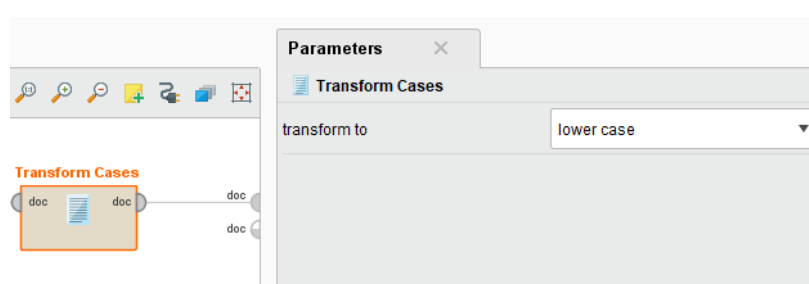 Parameters
Transform Cases
transform to
lower case
Transform Cases
doc
doc
doc
doc